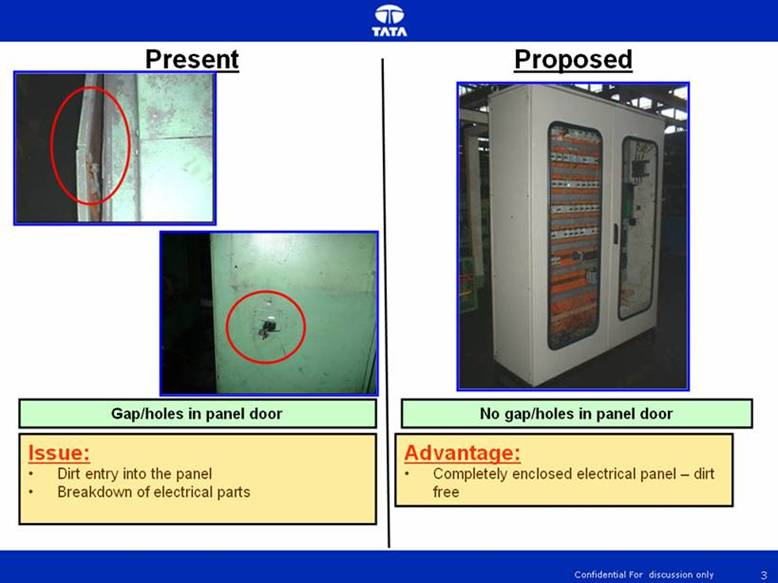 TATA
Present
Proposed
Gap/holes in panel door
No gap/holes in panel door
Issue:
• Dirt entry into the panel
• Breakdown of electrical parts
Advantage:
• Completely enclosed electrical panel – dirt
free
Confidential For discussion only
3